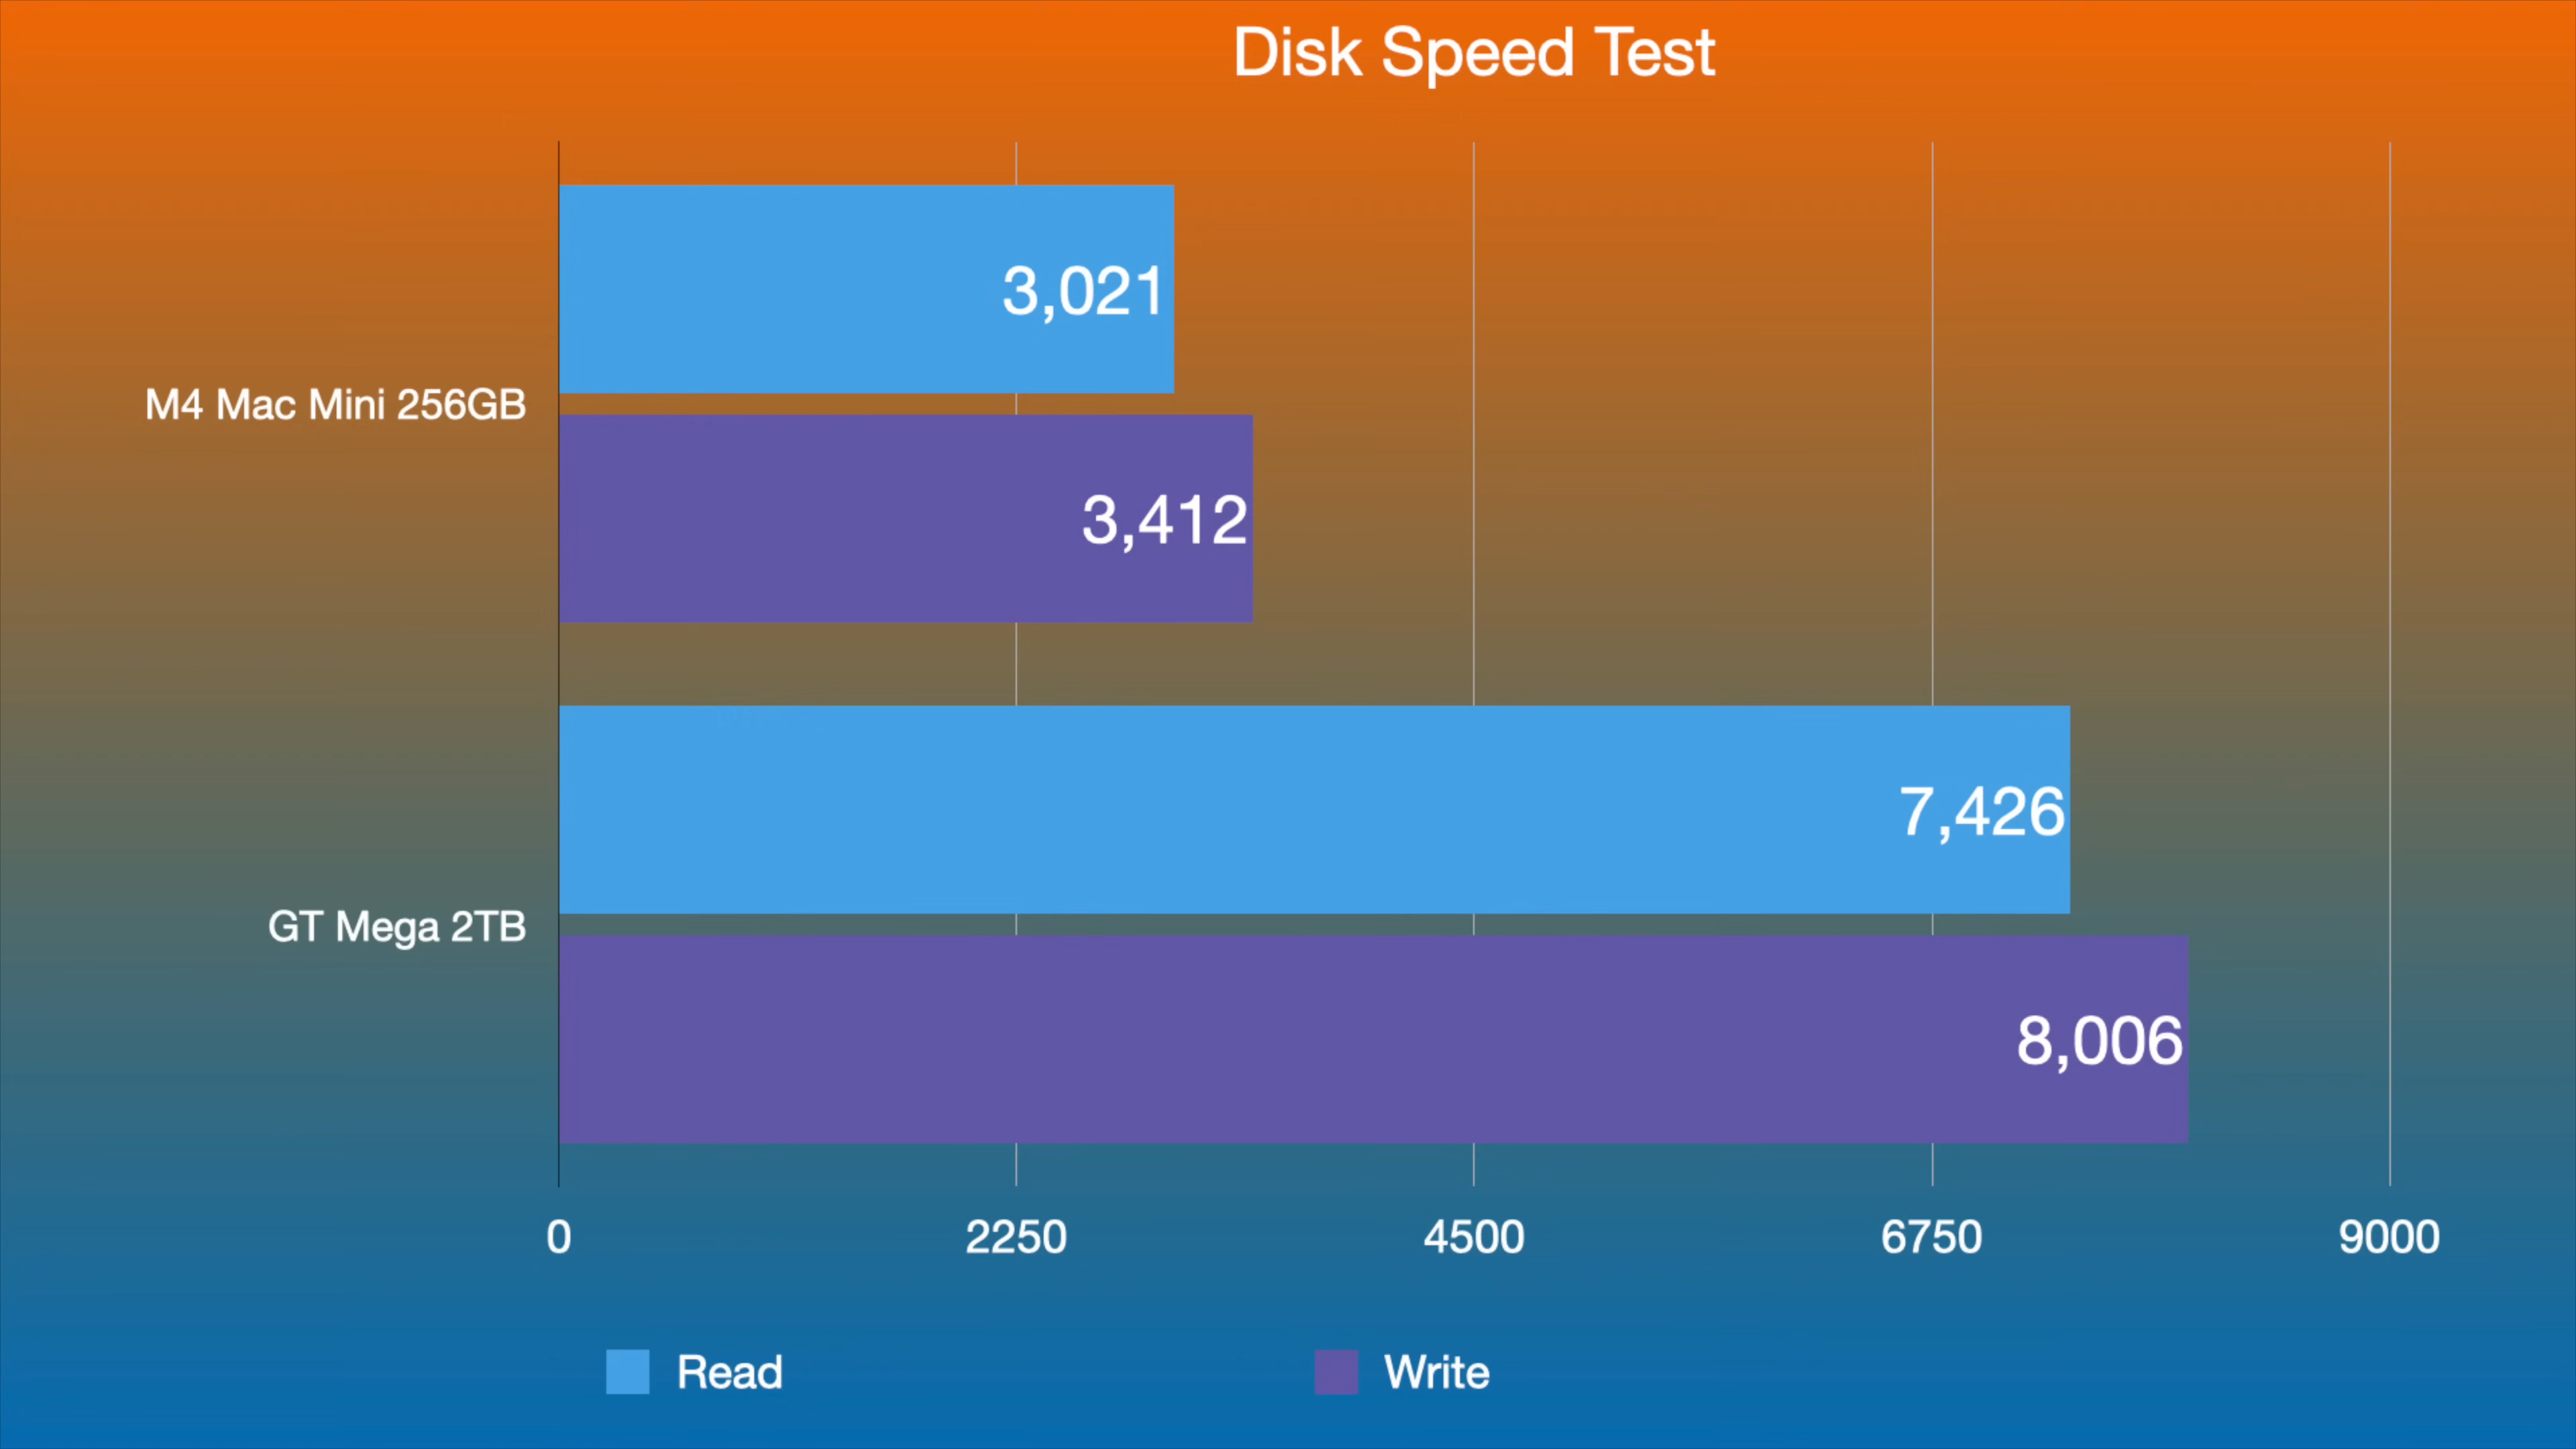 Disk Speed Test
3,021
M4 Mac Mini 256GB
3,412
7,426
GT Mega 2TB
8,006
0 2250 4500 6750 9000
Read Write